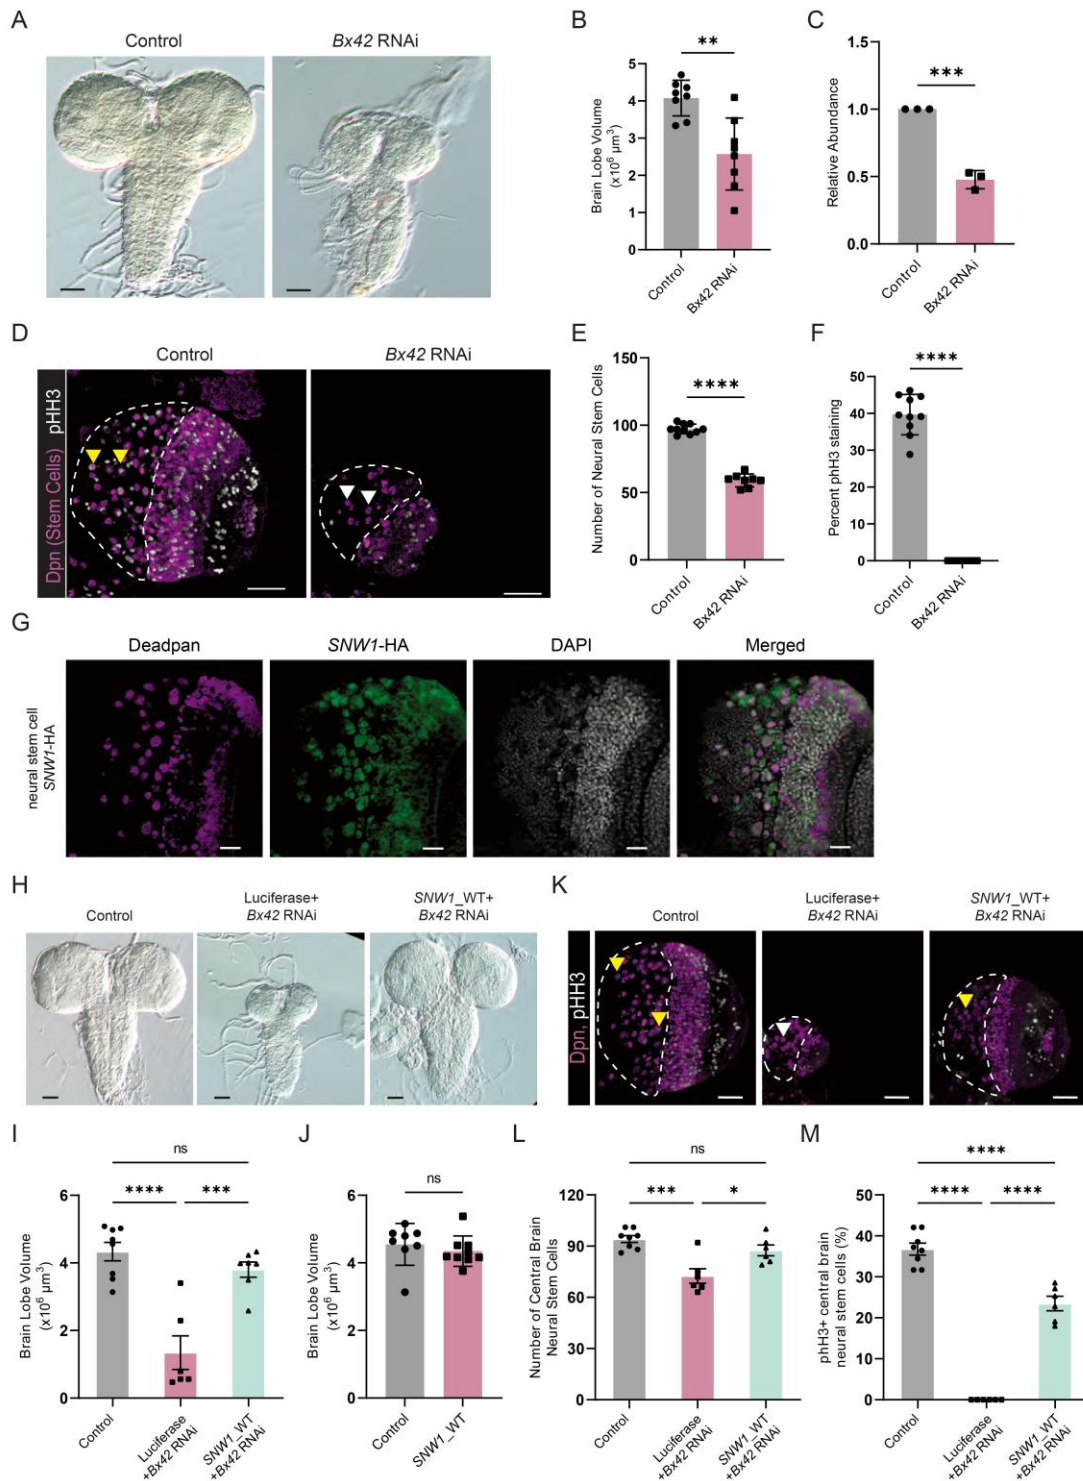 A
Control
Bx42 RNAi
B
**
Brain Lobe Volume
(x10⁶ µm³)
5
4
3
2
1
0
Control
Bx42 RNAi
C
***
Relative Abundance
1.5
1.0
0.5
0.0
Control
Bx42 RNAi
D
Control
Bx42 RNAi
Dpn (Stem Cells) pHH3
E
****
Number of Neural Stem Cells
150
100
50
0
Control
Bx42 RNAi
F
****
Percent phH3 staining
50
40
30
20
10
0
Control
Bx42 RNAi
G
Deadpan
SNW1-HA
DAPI
Merged
neural stem cell
SNW1-HA
H
Control
Luciferase+
Bx42 RNAi
SNW1_WT+
Bx42 RNAi
K
Control
Luciferase+
Bx42 RNAi
SNW1_WT+
Bx42 RNAi
Dpn, pHH3
I
ns
****
***
Brain Lobe Volume
(x10⁶ µm³)
6
4
2
0
Control
Luciferase
+Bx42 RNAi
SNW1_WT
+Bx42 RNAi
J
ns
Brain Lobe Volume
(x10⁶ µm³)
6
4
2
0
Control
SNW1_WT
L
ns
***
*
Number of Central Brain
Neural Stem Cells
120
90
60
30
0
Control
Luciferase
+Bx42 RNAi
SNW1_WT
+Bx42 RNAi
M
****
****
****
phH3+ central brain
neural stem cells (%)
50
40
30
20
10
0
Control
Luciferase
+Bx42 RNAi
SNW1_WT
+Bx42 RNAi